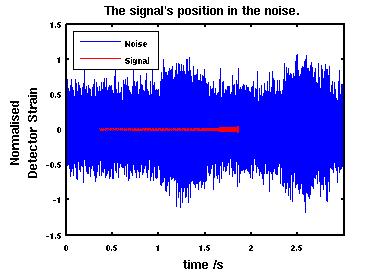 The signal's position in the noise.
Noise
Signal
Normalised
Detector Strain
1.5
1
0.5
0
-0.5
-1
-1.5
0 0.5 1 1.5 2 2.5
time /s